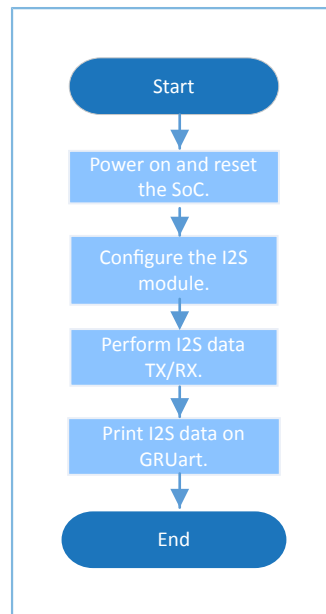 Start
Power on and reset
the SoC.
Configure the I2S
module.
Perform I2S data
TX/RX.
Print I2S data on
GRUart.
End